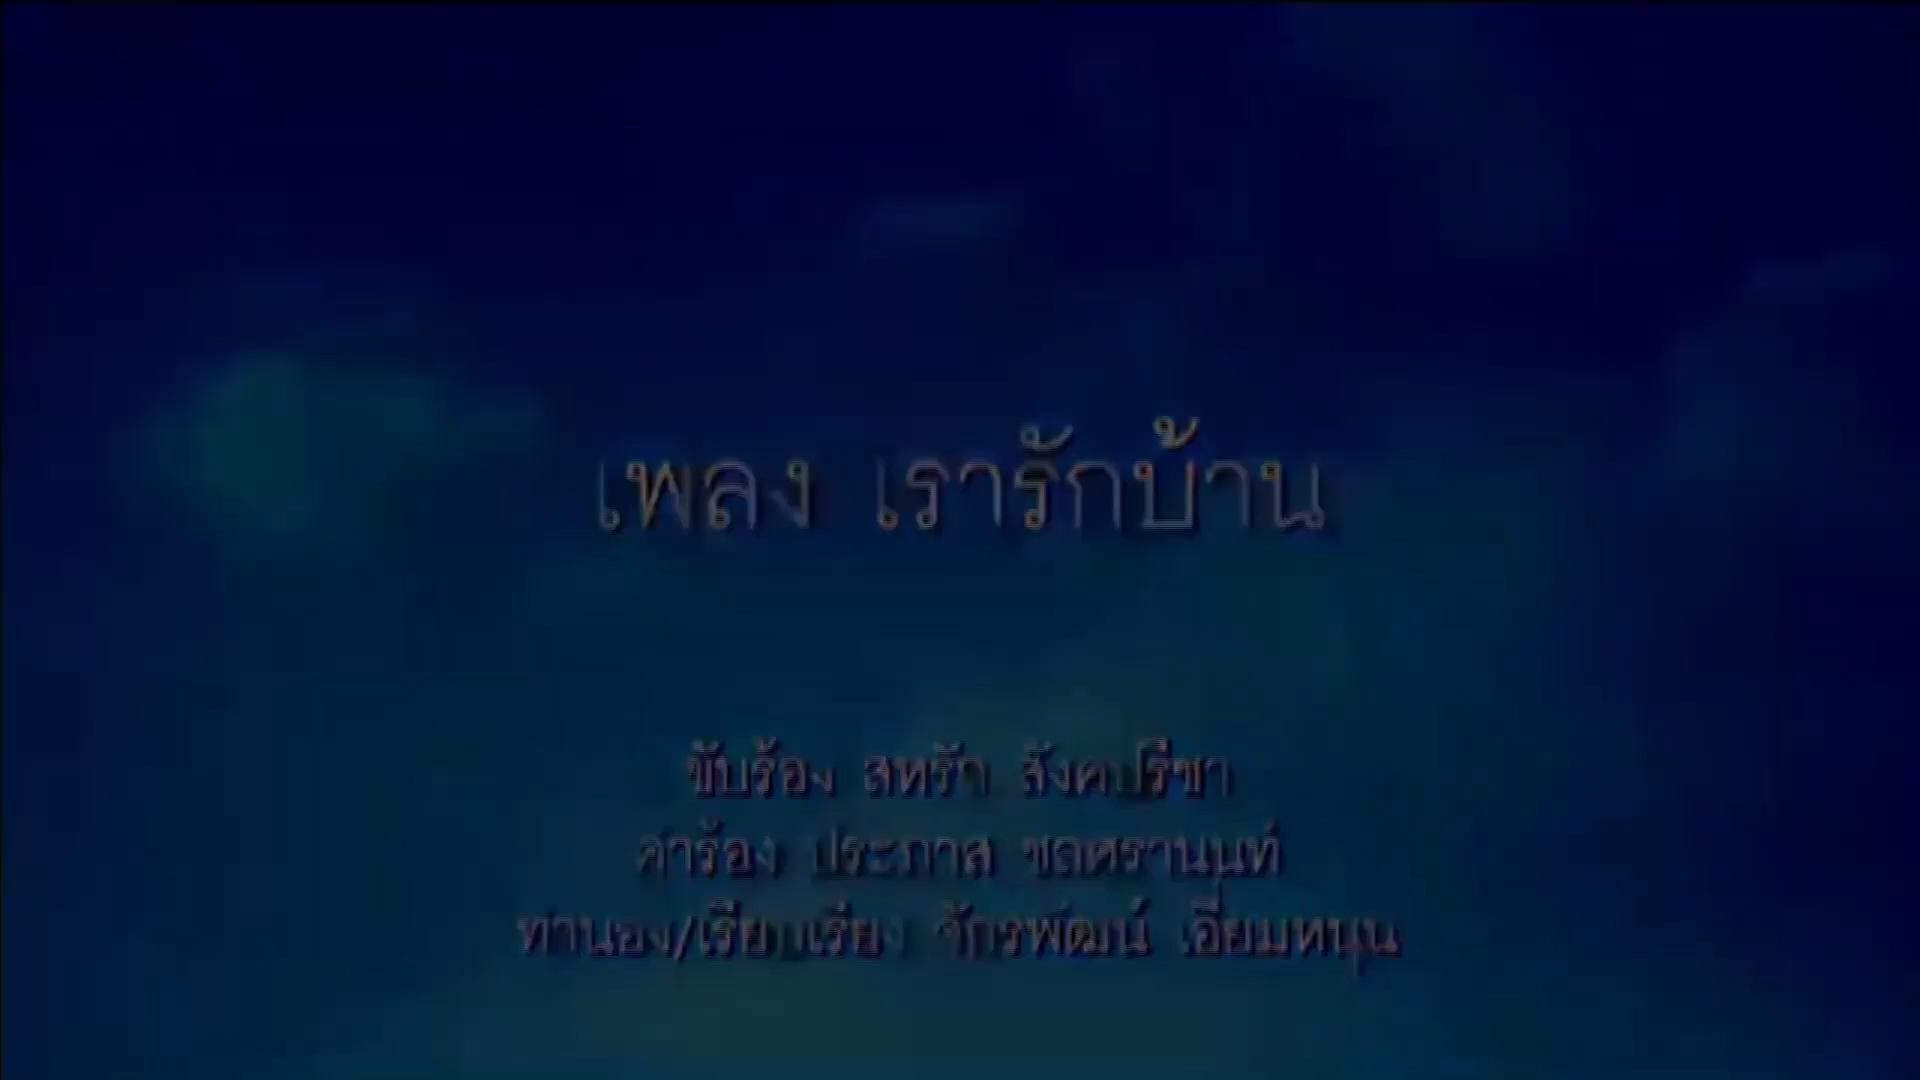 เพลง เรารักบ้าน
ขับร้อง สหรัถ สังคปรีชา
คำร้อง ประภาส ชลศรานนท์
ทำนอง/เรียบเรียง จักรพัฒน์ เอี่ยมหนุน